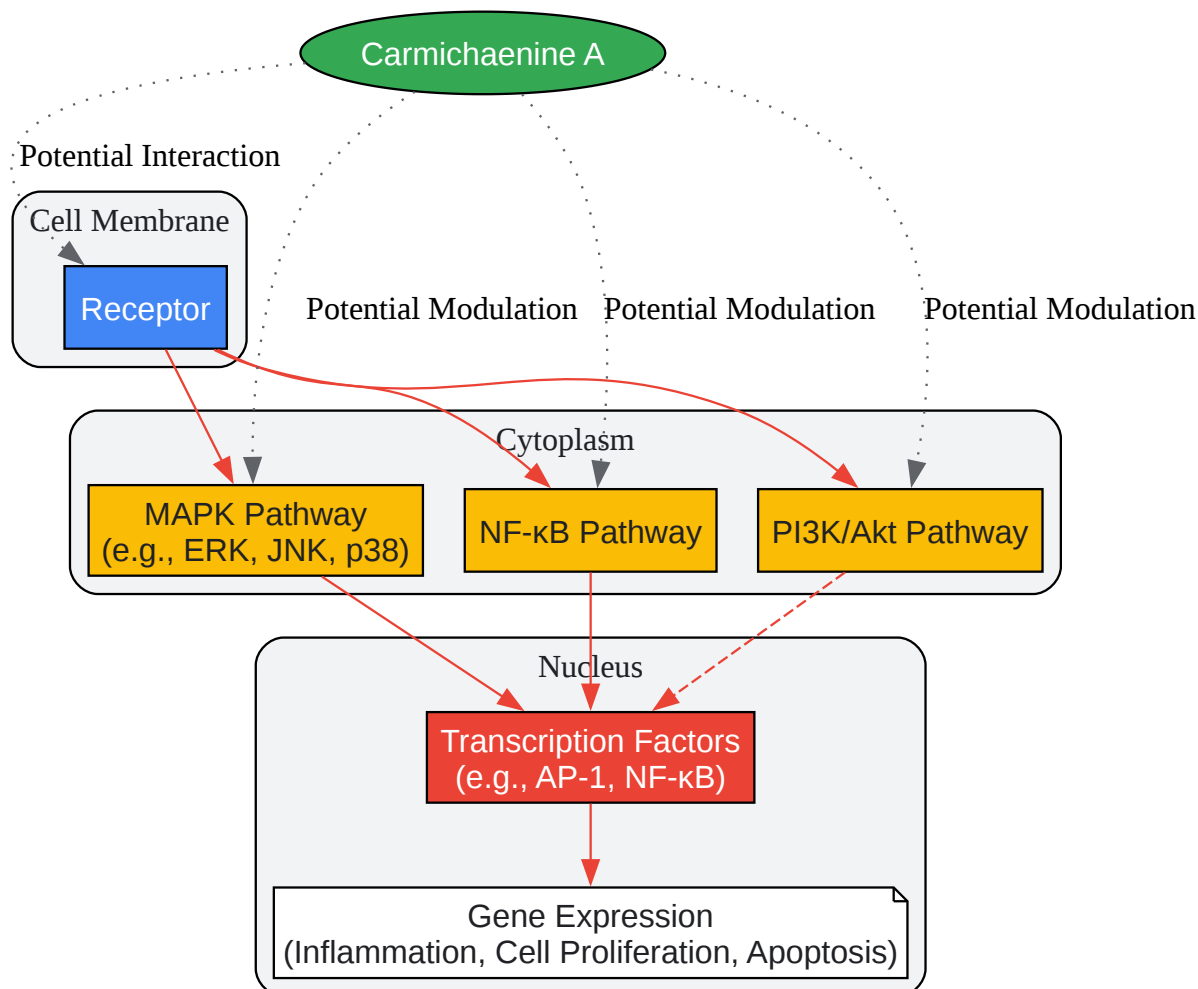 Carmichaenine A
Potential Interaction
Cell Membrane
Receptor
Potential Modulation
Potential Modulation
Potential Modulation
Cytoplasm
MAPK Pathway
(e.g., ERK, JNK, p38)
NF-κB Pathway
PI3K/Akt Pathway
Nucleus
Transcription Factors
(e.g., AP-1, NF-κB)
Gene Expression
(Inflammation, Cell Proliferation, Apoptosis)